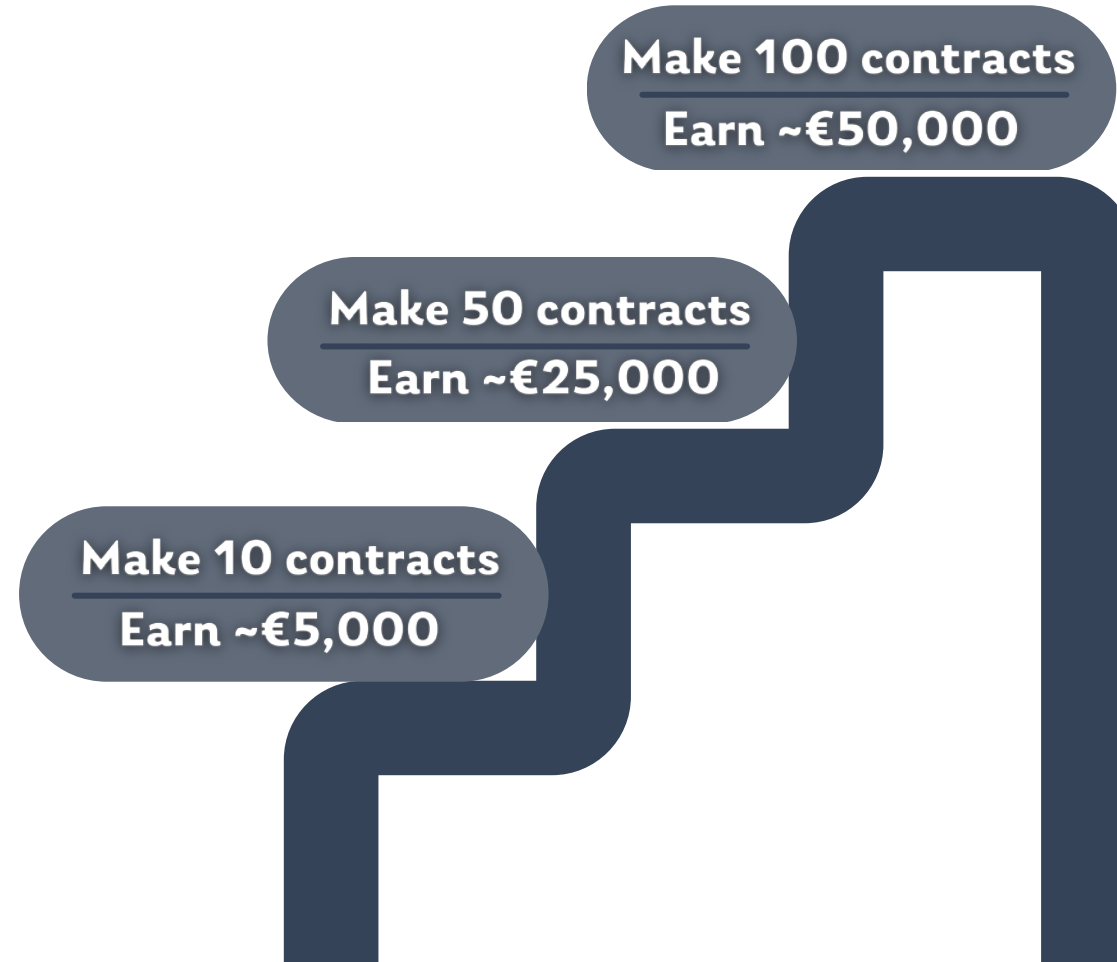 Make 100 contracts
Earn ~€50,000
Make 50 contracts
Earn ~€25,000
Make 10 contracts
Earn ~€5,000